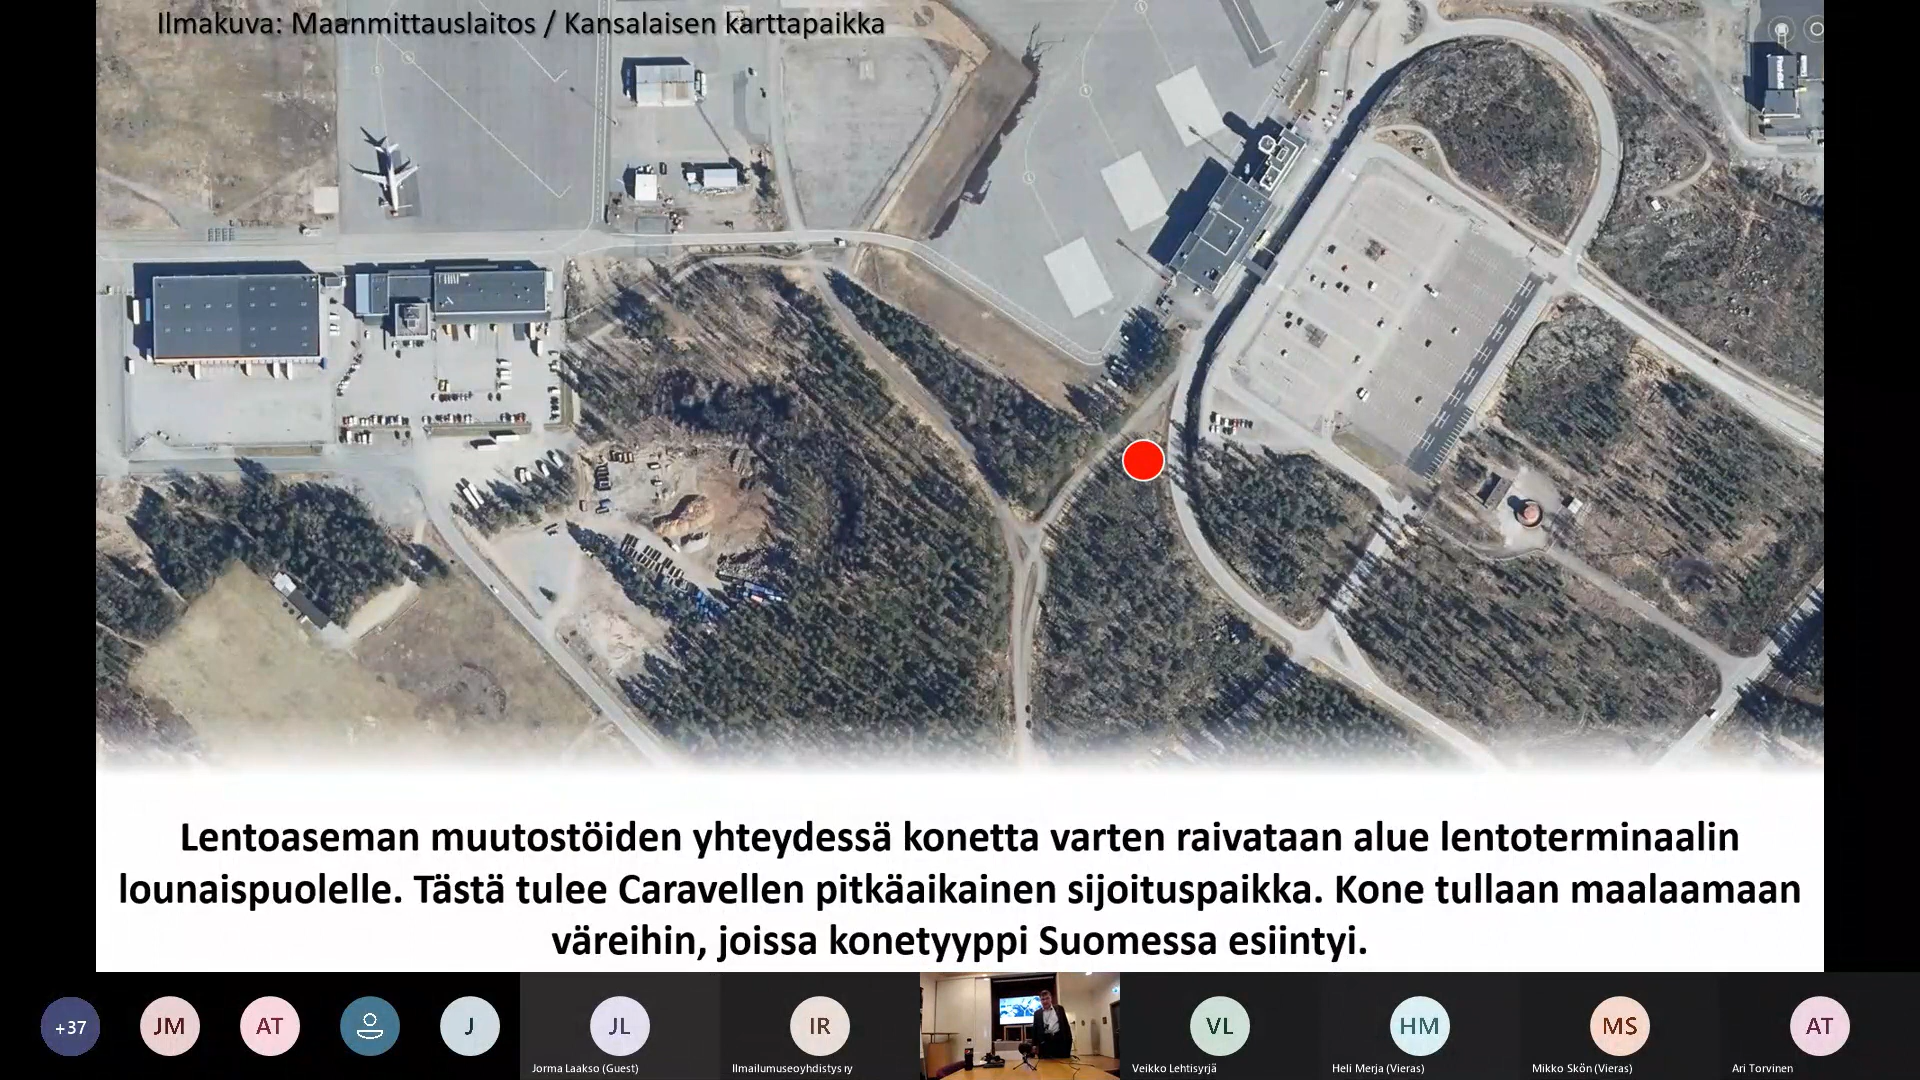 Ilmakuva: Maanmittauslaitos / Kansalaisen karttapaikka
Lentoaseman muutostöiden yhteydessä konetta varten raivataan alue lentoterminaalin
lounaispuolelle. Tästä tulee Caravellen pitkäaikainen sijoituspaikka. Kone tullaan maalaamaan
väreihin, joissa konetyyppi Suomessa esiintyi.
+37
JM
AT
J
JL
IR
VL
HM
MS
AT
Jorma Laakso (Guest)
Ilmailumuseoyhdistys ry
Veikko Lehtisyrjä
Heli Merja (Vieras)
Mikko Skön (Vieras)
Ari Torvinen